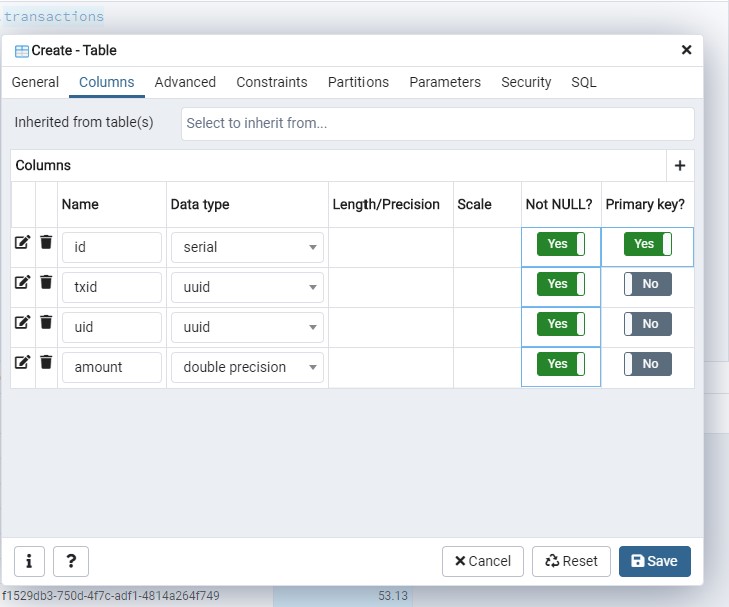 transactions
Create - Table
General Columns Advanced Constraints Partitions Parameters Security SQL
Inherited from table(s) Select to inherit from...
Columns
Name Data type Length/Precision Scale Not NULL? Primary key?
id serial Yes Yes
txid uuid Yes No
uid uuid Yes No
amount double precision Yes No
i ? Cancel Reset Save
f1529db3-750d-4f7c-adf1-4814a264f749 53.13